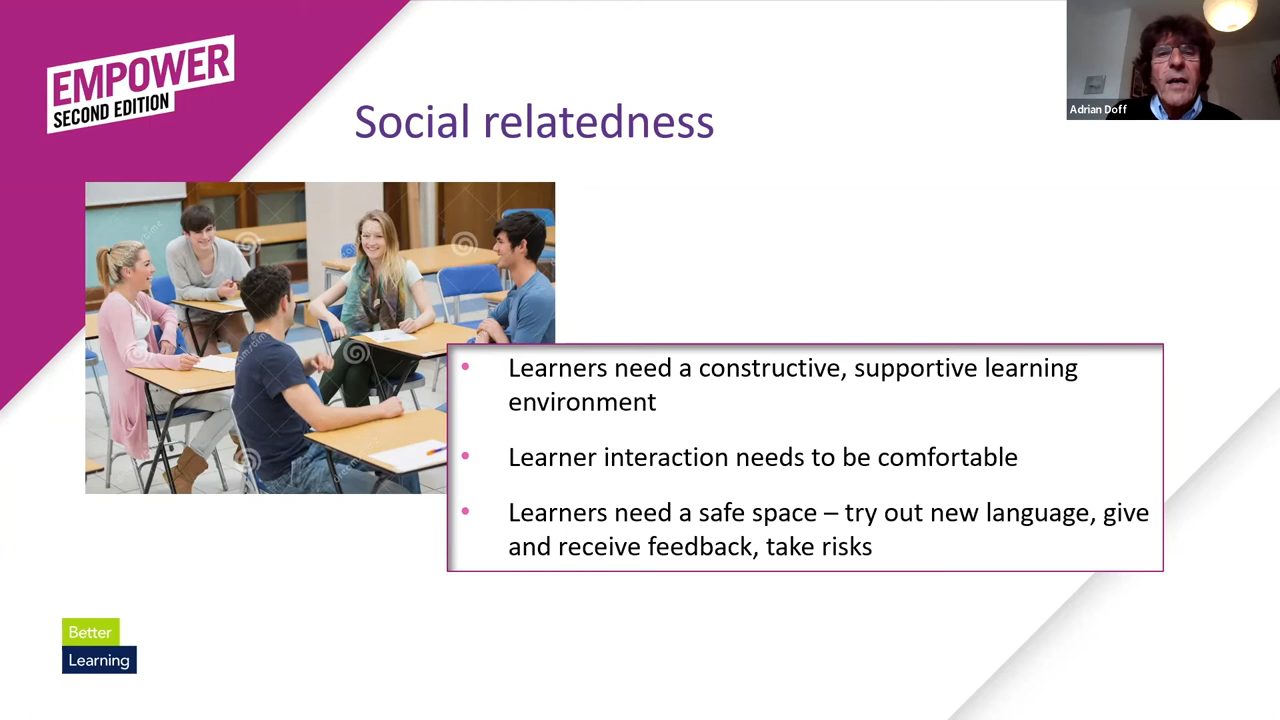 EMPOWER
SECOND EDITION
Adrian Doff
Social relatedness
• Learners need a constructive, supportive learning
environment
• Learner interaction needs to be comfortable
• Learners need a safe space – try out new language, give
and receive feedback, take risks
Better
Learning